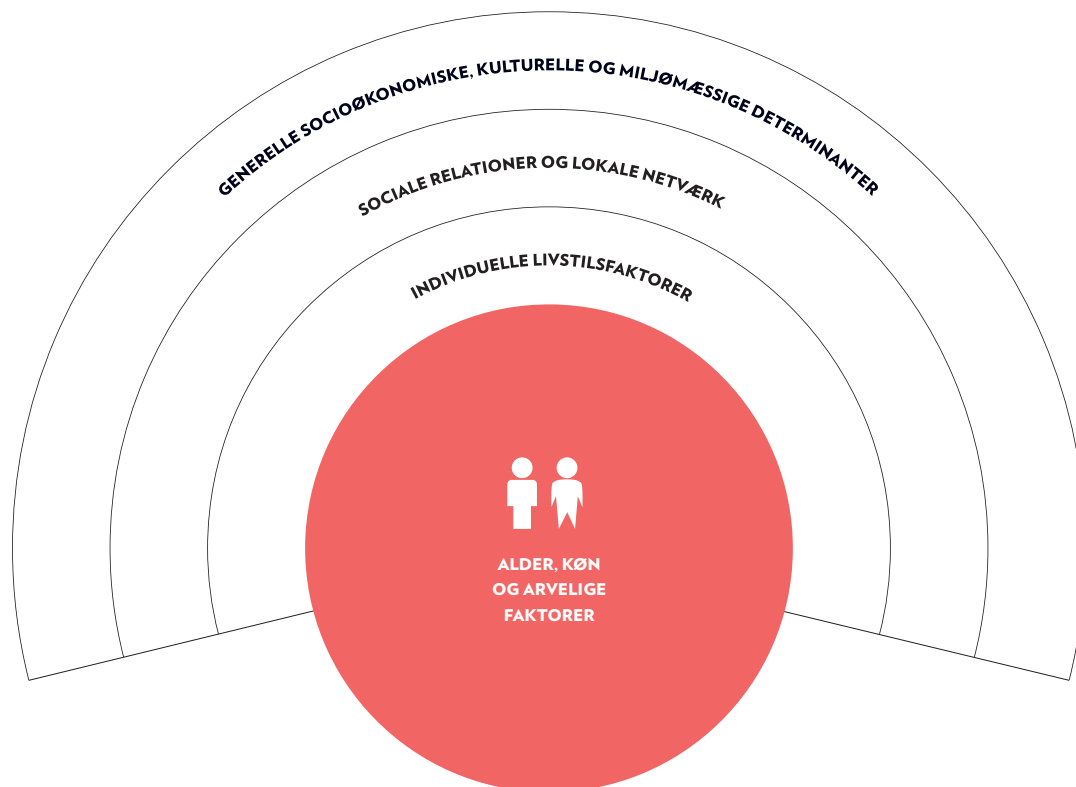 GENERELLE SOCIOØKONOMISKE, KULTURELLE OG MILJØMÆSSIGE DETERMINANTER
SOCIALE RELATIONER OG LOKALE NETVÆRK
INDIVIDUELLE LIVSTILSFAKTORER
ALDER, KØN
OG ARVELIGE
FAKTORER